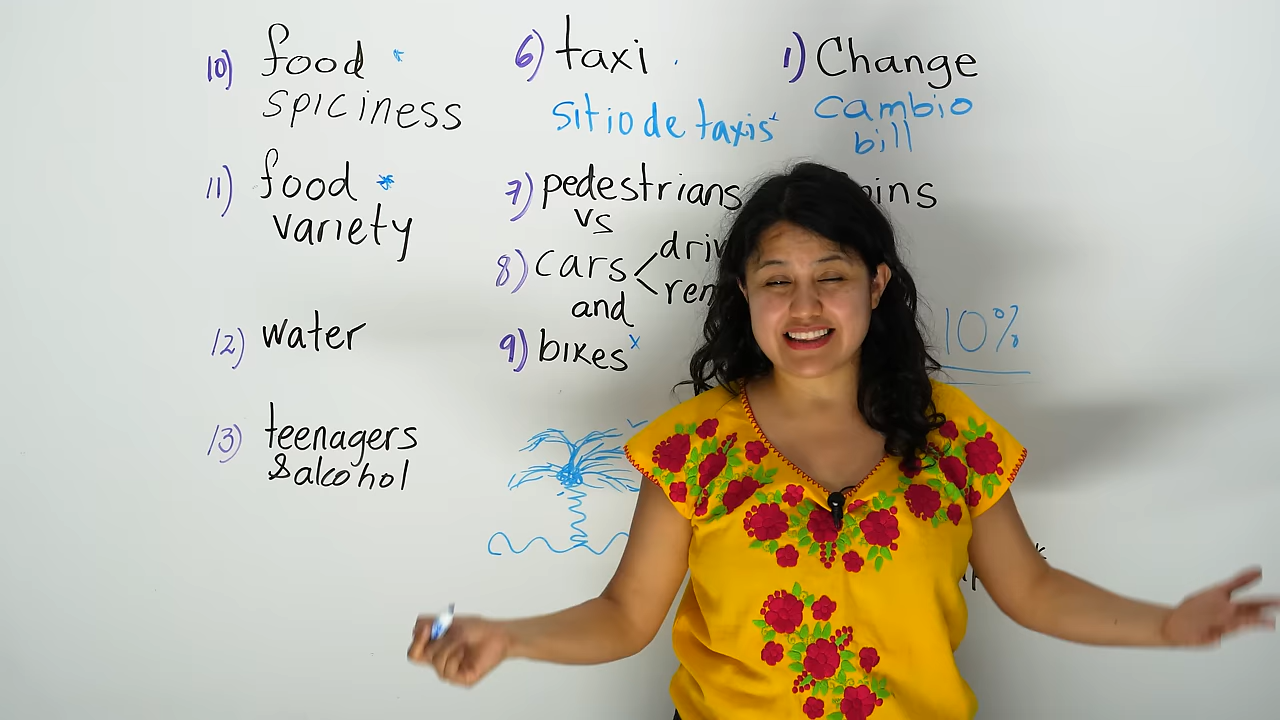 10) food
spiciness
11) food
variety
12) water
13) teenagers
& alcohol
6) taxi
sitio de taxis
7) pedestrians
vs
8) cars
and
9) bikes
1) Change
cambio
bill
10%